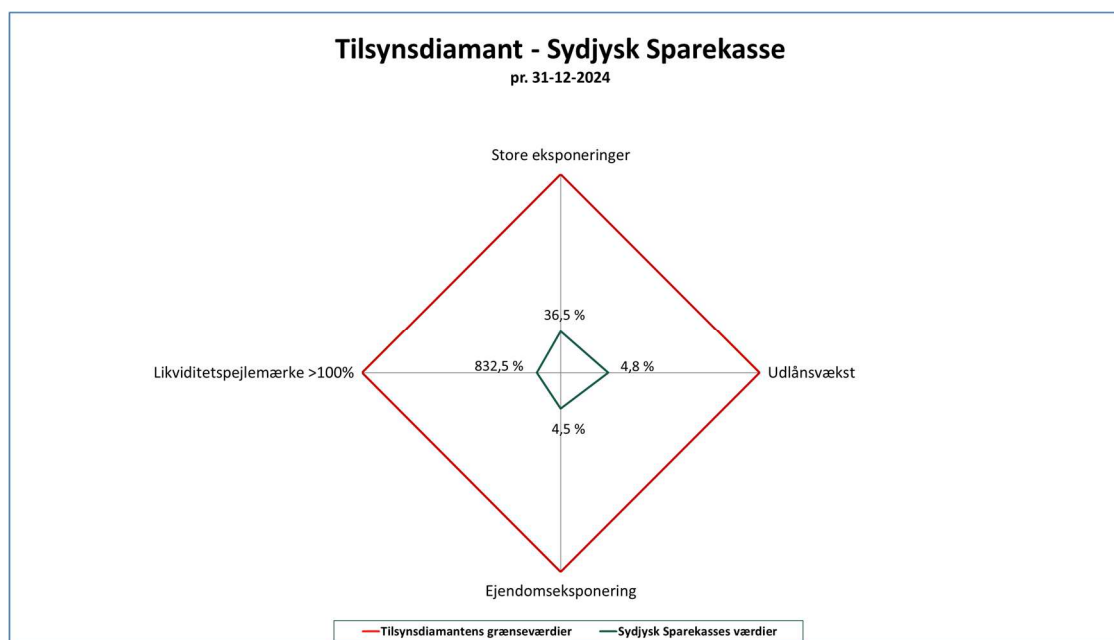 Tilsynsdiamant - Sydjysk Sparekasse
pr. 31-12-2024
Store eksponeringer
36,5 %
Likviditetspejlemærke >100%
832,5 %
4,8 %
Udlånsvækst
4,5 %
Ejendomseksponering
Tilsynsdiamantens grænseværdier
Sydjysk Sparekasses værdier